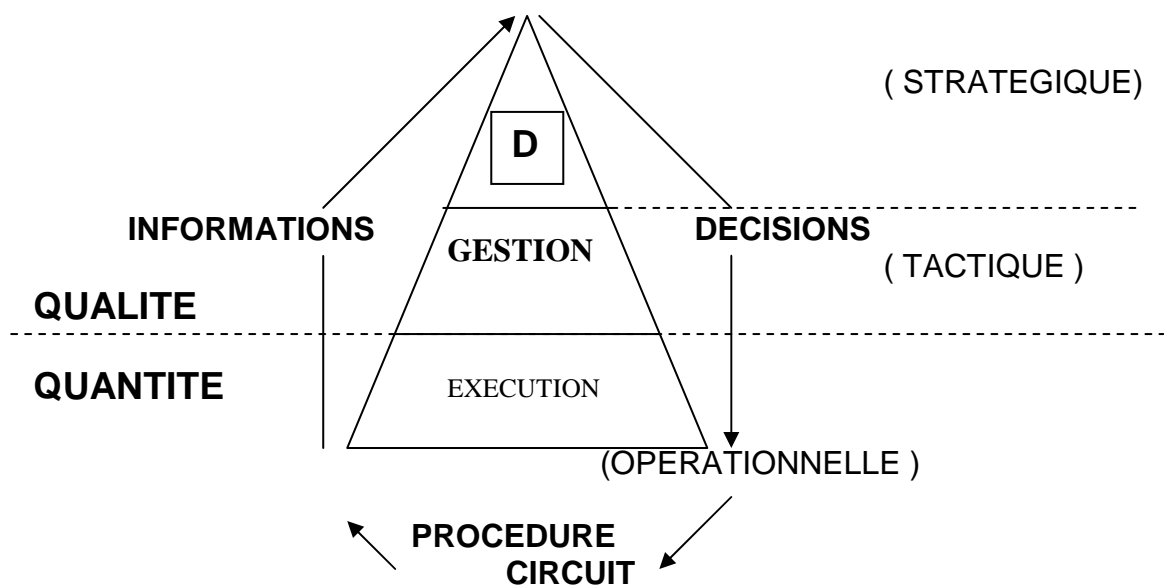 ( STRATEGIQUE)
D
INFORMATIONS
DECISIONS
GESTION
( TACTIQUE )
QUALITE
QUANTITE
EXECUTION
(OPERATIONNELLE )
PROCEDURE
CIRCUIT